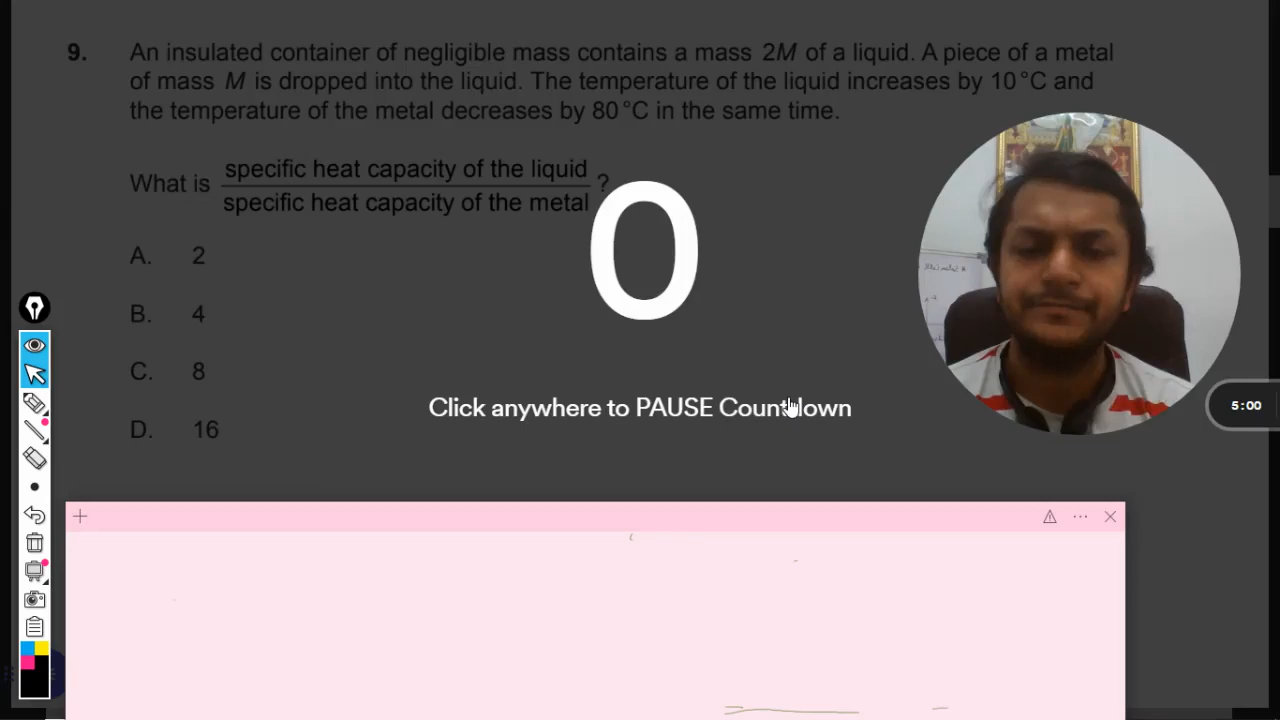 9. An insulated container of negligible mass contains a mass 2M of a liquid. A piece of a metal
of mass M is dropped into the liquid. The temperature of the liquid increases by 10 °C and
the temperature of the metal decreases by 80 °C in the same time.
What is specific heat capacity of the liquid / specific heat capacity of the metal ?
A. 2
B. 4
C. 8
D. 16
0
Click anywhere to PAUSE Countdown
5:00